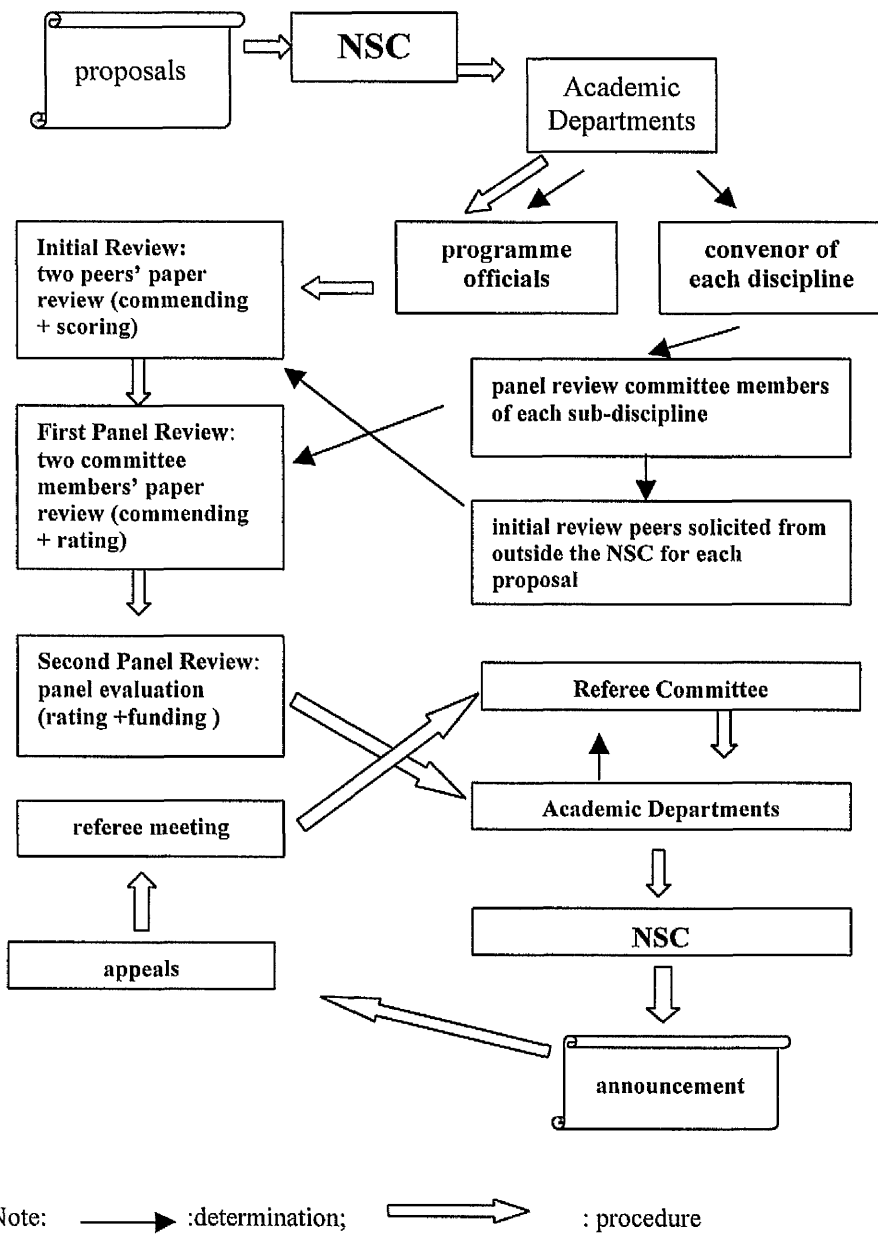 proposals
NSC
Academic
Departments
programme
officials
convenor of
each discipline
Initial Review:
two peers' paper
review (commending
+ scoring)
panel review committee members
of each sub-discipline
First Panel Review:
two committee
members' paper
review (commending
+ rating)
initial review peers solicited from
outside the NSC for each
proposal
Second Panel Review:
panel evaluation
(rating +funding )
Referee Committee
referee meeting
Academic Departments
NSC
appeals
announcement
Note: :determination; : procedure